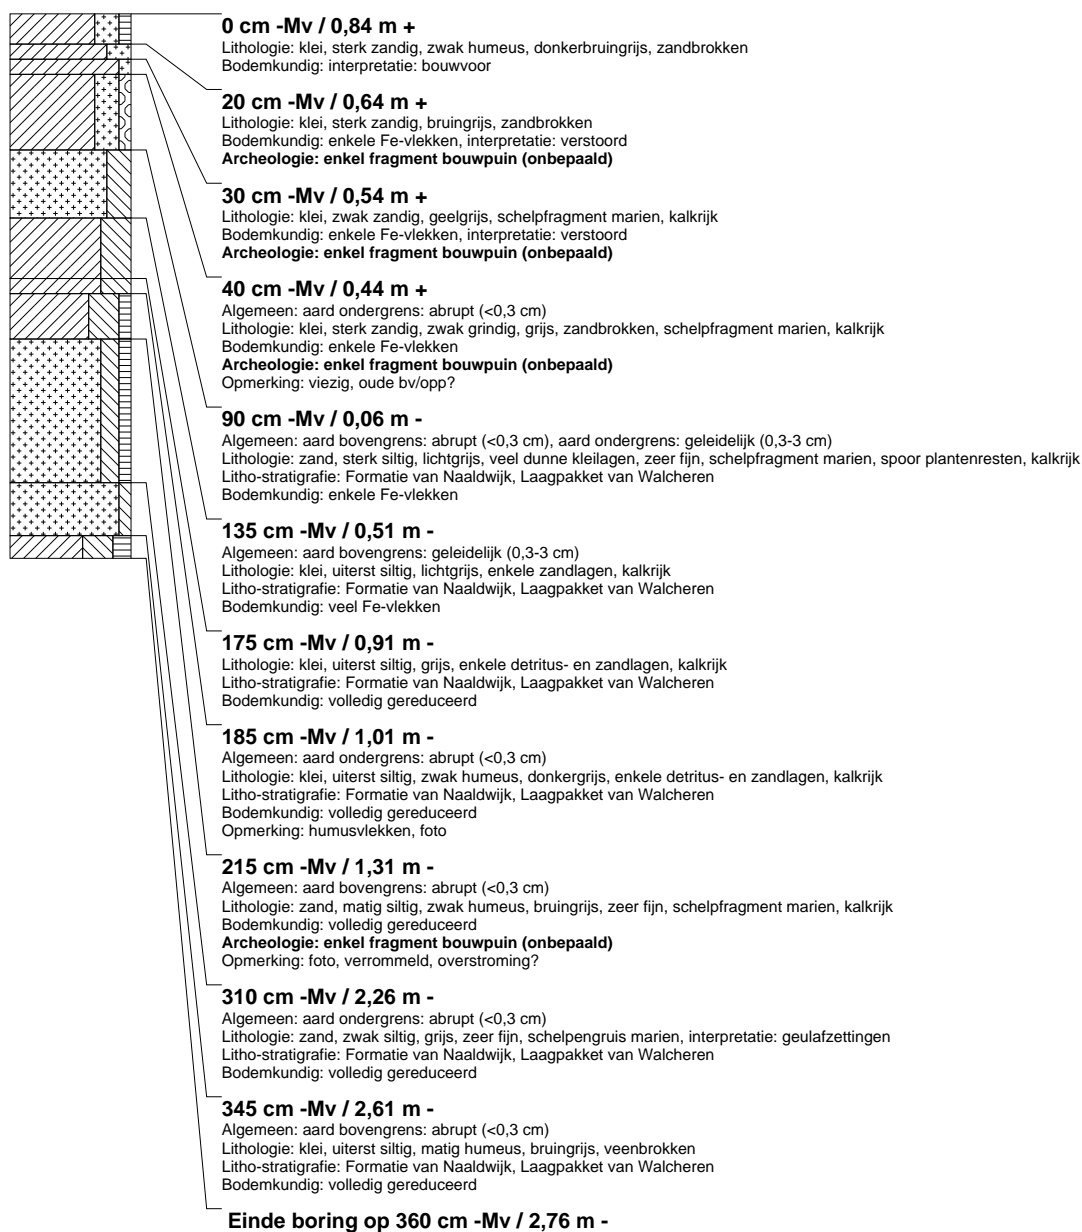 0 cm -Mv / 0,84 m +
Lithologie: klei, sterk zandig, zwak humeus, donkerbruingrijs, zandbrokken
Bodemkundig: interpretatie: bouwvoor
20 cm -Mv / 0,64 m +
Lithologie: klei, sterk zandig, bruingrijs, zandbrokken
Bodemkundig: enkele Fe-vlekken, interpretatie: verstoord
Archeologie: enkel fragment bouwpuin (onbepaald)
30 cm -Mv / 0,54 m +
Lithologie: klei, zwak zandig, geelgrijs, schelpfragment marien, kalkrijk
Bodemkundig: enkele Fe-vlekken, interpretatie: verstoord
Archeologie: enkel fragment bouwpuin (onbepaald)
40 cm -Mv / 0,44 m +
Algemeen: aard ondergrens: abrupt (<0,3 cm)
Lithologie: klei, sterk zandig, zwak grindig, grijs, zandbrokken, schelpfragment marien, kalkrijk
Bodemkundig: enkele Fe-vlekken
Archeologie: enkel fragment bouwpuin (onbepaald)
Opmerking: viezig, oude bv/opp?
90 cm -Mv / 0,06 m -
Algemeen: aard bovengrens: abrupt (<0,3 cm), aard ondergrens: geleidelijk (0,3-3 cm)
Lithologie: zand, sterk siltig, lichtgrijs, veel dunne kleilagen, zeer fijn, schelpfragment marien, spoor plantenresten, kalkrijk
Litho-stratigrafie: Formatie van Naaldwijk, Laagpakket van Walcheren
Bodemkundig: enkele Fe-vlekken
135 cm -Mv / 0,51 m -
Algemeen: aard bovengrens: geleidelijk (0,3-3 cm)
Lithologie: klei, uiterst siltig, lichtgrijs, enkele zandlagen, kalkrijk
Litho-stratigrafie: Formatie van Naaldwijk, Laagpakket van Walcheren
Bodemkundig: veel Fe-vlekken
175 cm -Mv / 0,91 m -
Lithologie: klei, uiterst siltig, grijs, enkele detritus- en zandlagen, kalkrijk
Litho-stratigrafie: Formatie van Naaldwijk, Laagpakket van Walcheren
Bodemkundig: volledig gereduceerd
185 cm -Mv / 1,01 m -
Algemeen: aard ondergrens: abrupt (<0,3 cm)
Lithologie: klei, uiterst siltig, zwak humeus, donkergrijs, enkele detritus- en zandlagen, kalkrijk
Litho-stratigrafie: Formatie van Naaldwijk, Laagpakket van Walcheren
Bodemkundig: volledig gereduceerd
Opmerking: humusvlekken, foto
215 cm -Mv / 1,31 m -
Algemeen: aard bovengrens: abrupt (<0,3 cm)
Lithologie: zand, matig siltig, zwak humeus, bruingrijs, zeer fijn, schelpfragment marien, kalkrijk
Bodemkundig: volledig gereduceerd
Archeologie: enkel fragment bouwpuin (onbepaald)
Opmerking: foto, verrommeld, overstroming?
310 cm -Mv / 2,26 m -
Algemeen: aard ondergrens: abrupt (<0,3 cm)
Lithologie: zand, zwak siltig, grijs, zeer fijn, schelpengruis marien, interpretatie: geulafzettingen
Litho-stratigrafie: Formatie van Naaldwijk, Laagpakket van Walcheren
Bodemkundig: volledig gereduceerd
345 cm -Mv / 2,61 m -
Algemeen: aard bovengrens: abrupt (<0,3 cm)
Lithologie: klei, uiterst siltig, matig humeus, bruingrijs, veenbrokken
Litho-stratigrafie: Formatie van Naaldwijk, Laagpakket van Walcheren
Bodemkundig: volledig gereduceerd
Einde boring op 360 cm -Mv / 2,76 m -